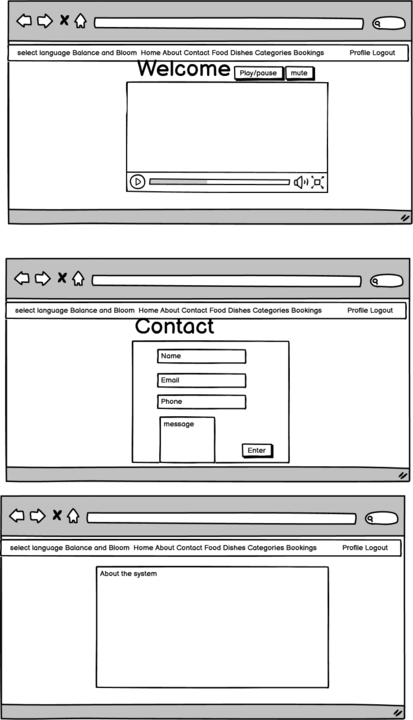 select language Balance and Bloom Home About Contact Food Dishes Categories Bookings Profile Logout
Welcome Play/pause mute
select language Balance and Bloom Home About Contact Food Dishes Categories Bookings Profile Logout
Contact
Name
Email
Phone
message
Enter
select language Balance and Bloom Home About Contact Food Dishes Categories Bookings Profile Logout
About the system